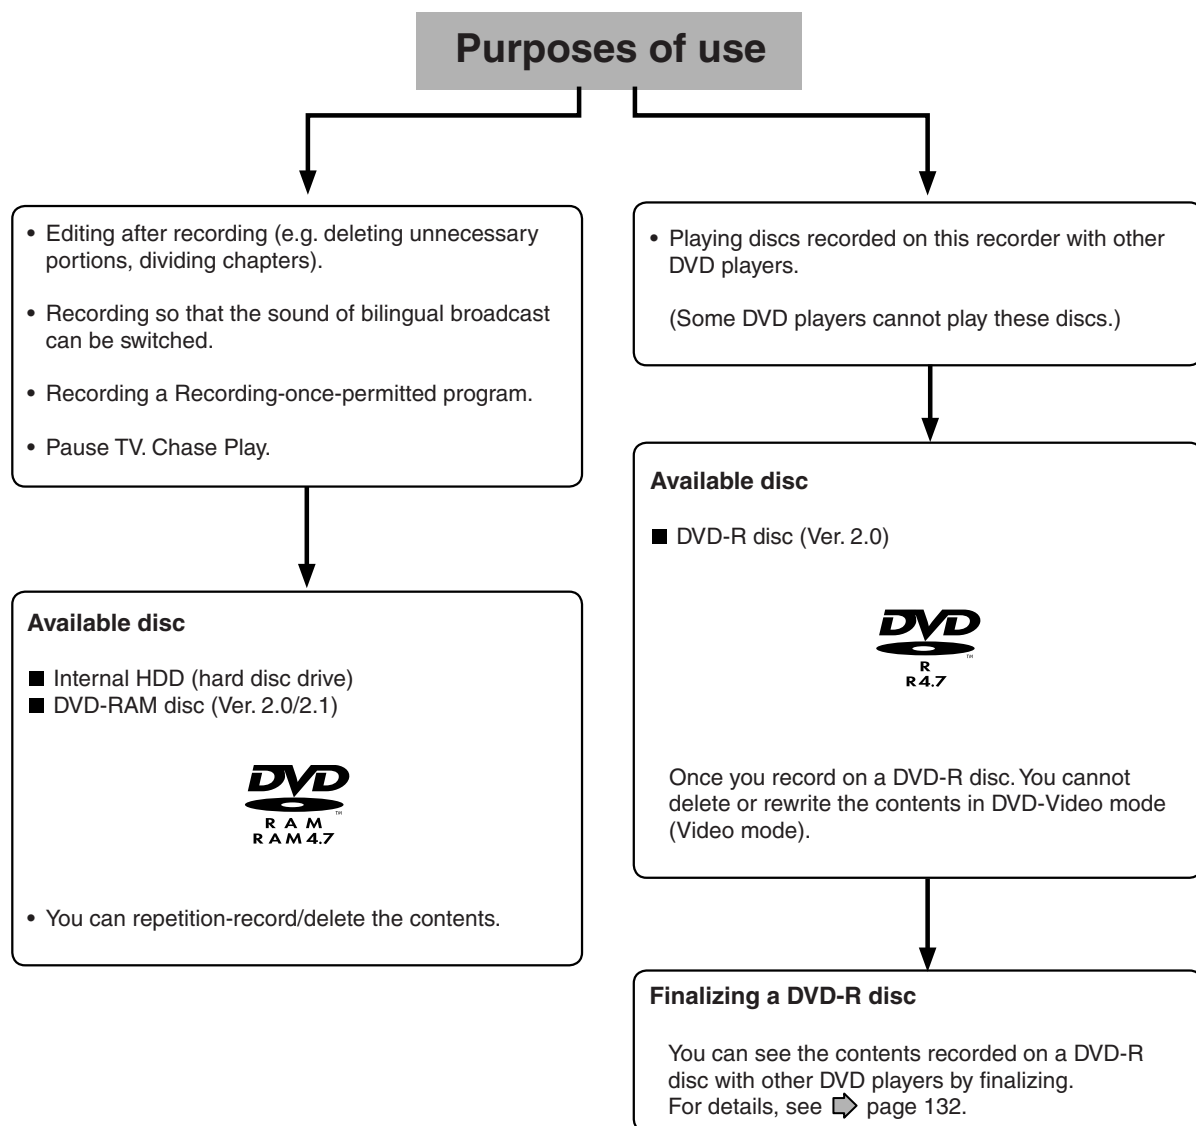 Purposes of use
• Editing after recording (e.g. deleting unnecessary
portions, dividing chapters).
• Recording so that the sound of bilingual broadcast
can be switched.
• Recording a Recording-once-permitted program.
• Pause TV. Chase Play.
Available disc
■ Internal HDD (hard disc drive)
■ DVD-RAM disc (Ver. 2.0/2.1)
DVD
TM
RAM
RAM 4.7
• You can repetition-record/delete the contents.
• Playing discs recorded on this recorder with other
DVD players.
(Some DVD players cannot play these discs.)
Available disc
■ DVD-R disc (Ver. 2.0)
DVD
TM
R
R 4.7
Once you record on a DVD-R disc. You cannot
delete or rewrite the contents in DVD-Video mode
(Video mode).
Finalizing a DVD-R disc
You can see the contents recorded on a DVD-R
disc with other DVD players by finalizing.
For details, see page 132.